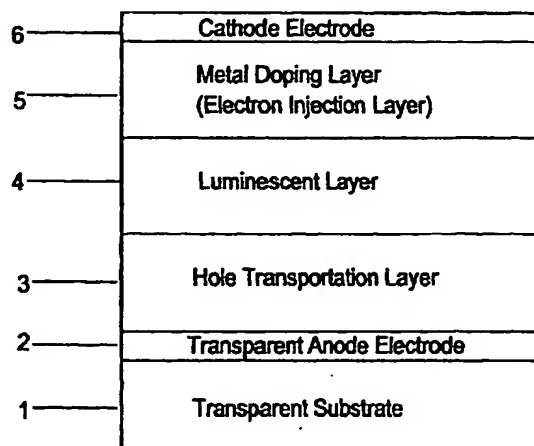 6 Cathode Electrode
5 Metal Doping Layer
(Electron Injection Layer)
4 Luminescent Layer
3 Hole Transportation Layer
2 Transparent Anode Electrode
1 Transparent Substrate